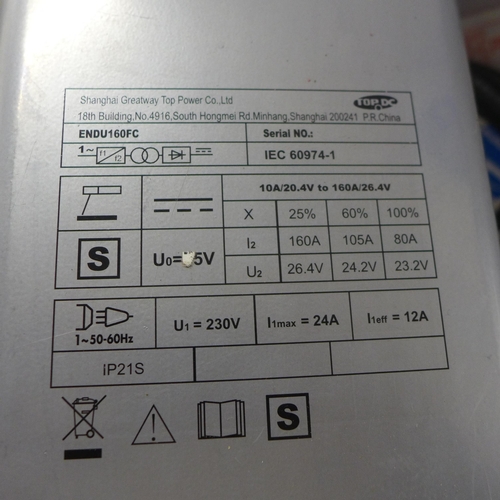 Shanghai Greatway Top Power Co.,Ltd
TOP.DC
18th Building,No.4916,South Hongmei Rd.Minhang,Shanghai 200241 P.R.China
ENDU160FC Serial NO.:
1~ f1 f2 IEC 60974-1
10A/20.4V to 160A/26.4V
X 25% 60% 100%
I2 160A 105A 80A
S U0= 5V
U2 26.4V 24.2V 23.2V
1~50-60Hz U1 = 230V I1max = 24A I1eff = 12A
iP21S
S